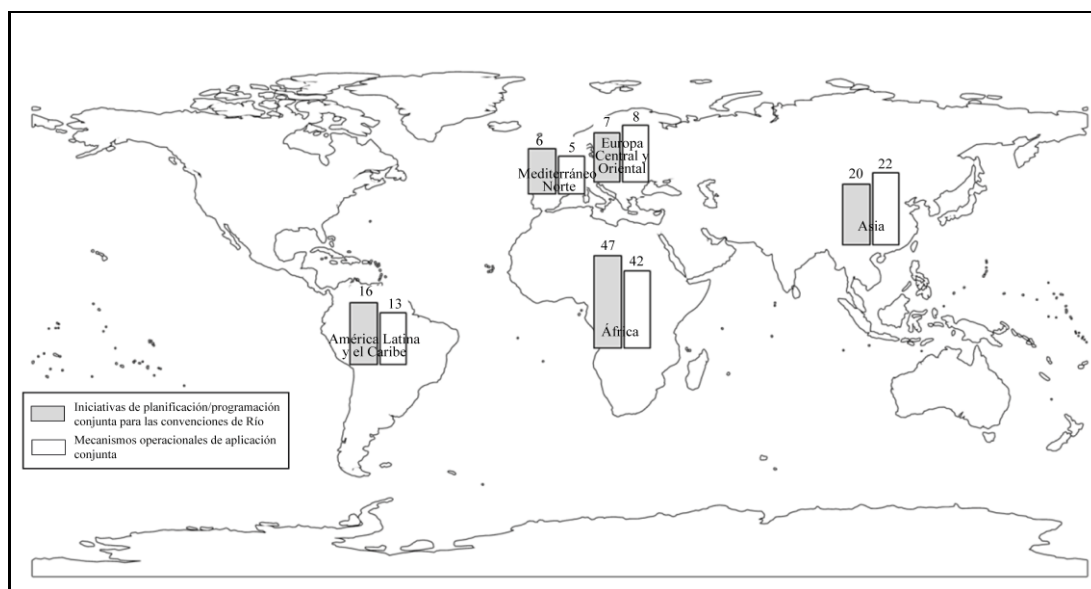 6
5
Mediterráneo
Norte
7
8
Europa
Central y
Oriental
20
22
Asia
47
42
África
16
13
América Latina
y el Caribe
Iniciativas de planificación/programación
conjunta para las convenciones de Río
Mecanismos operacionales de aplicación
conjunta